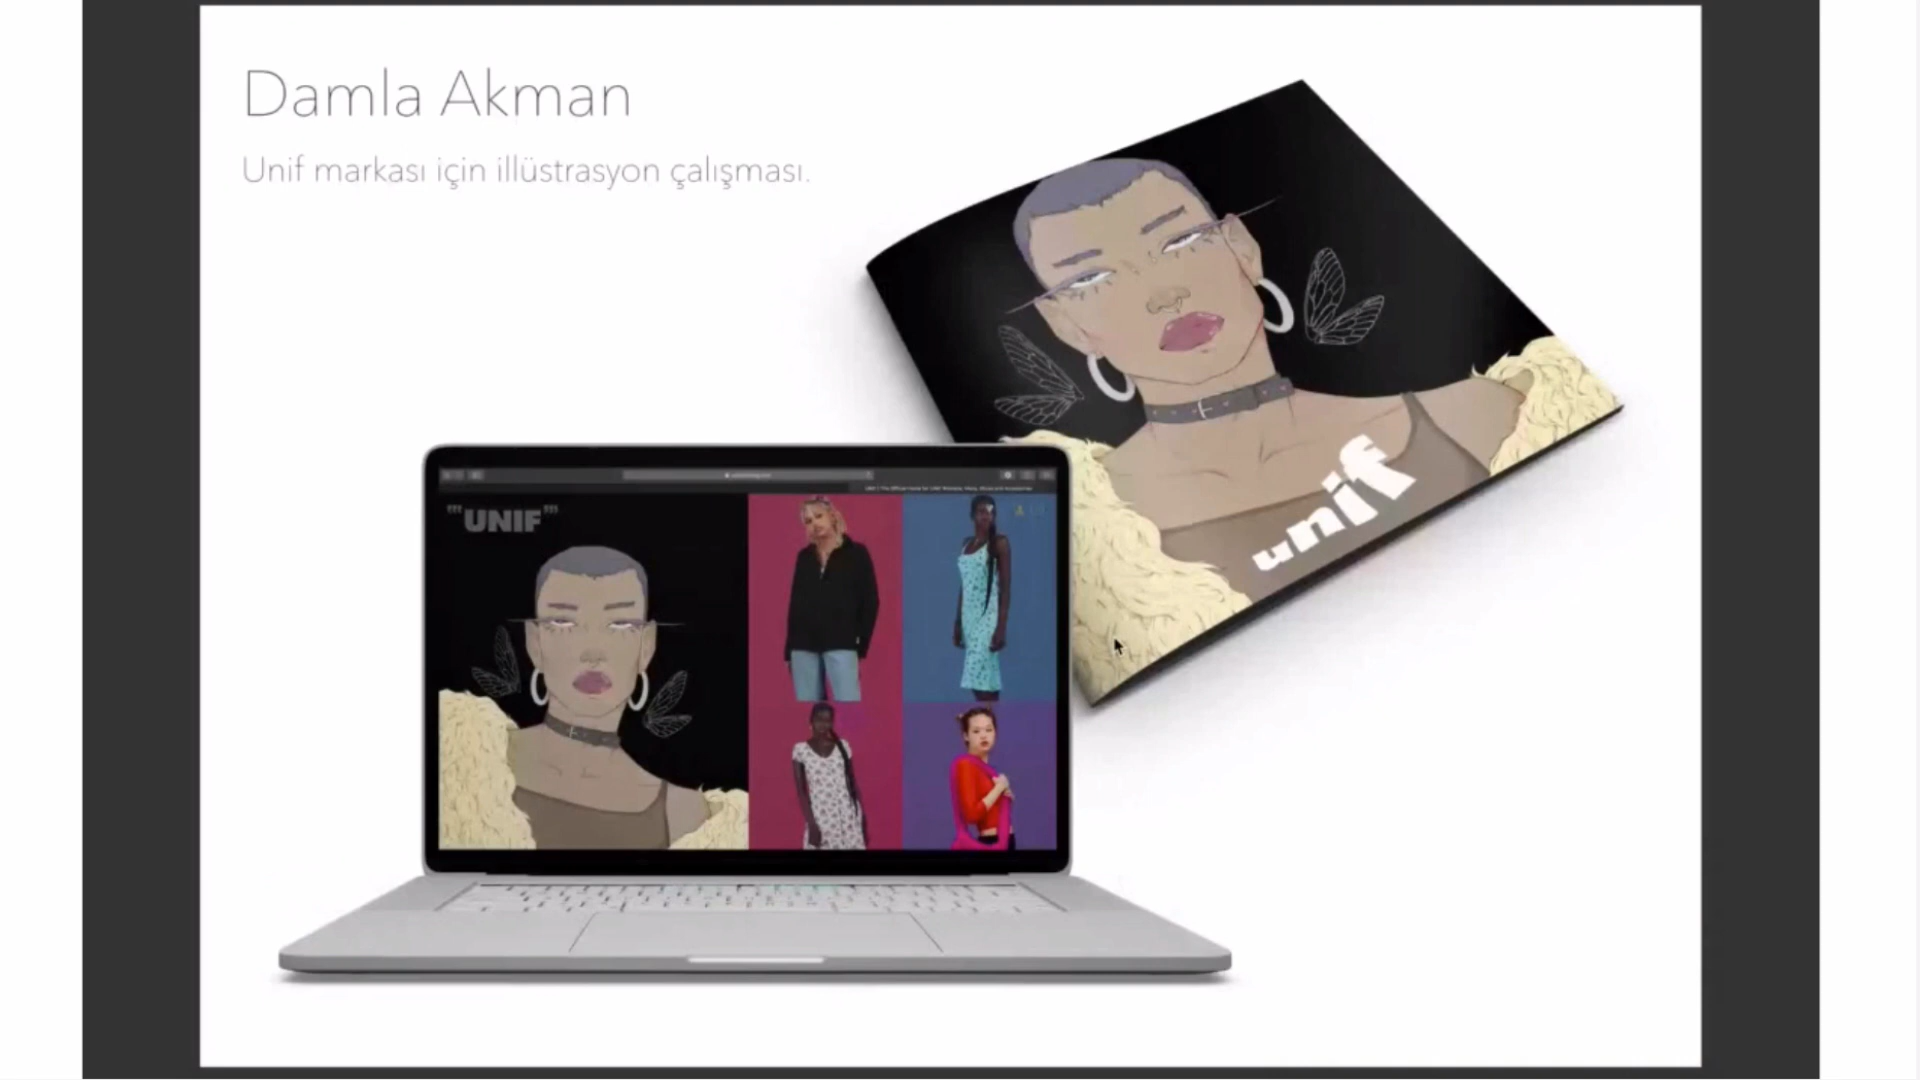 Damla Akman
Unif markası için illüstrasyon çalışması.
unif
"'UNIF'"